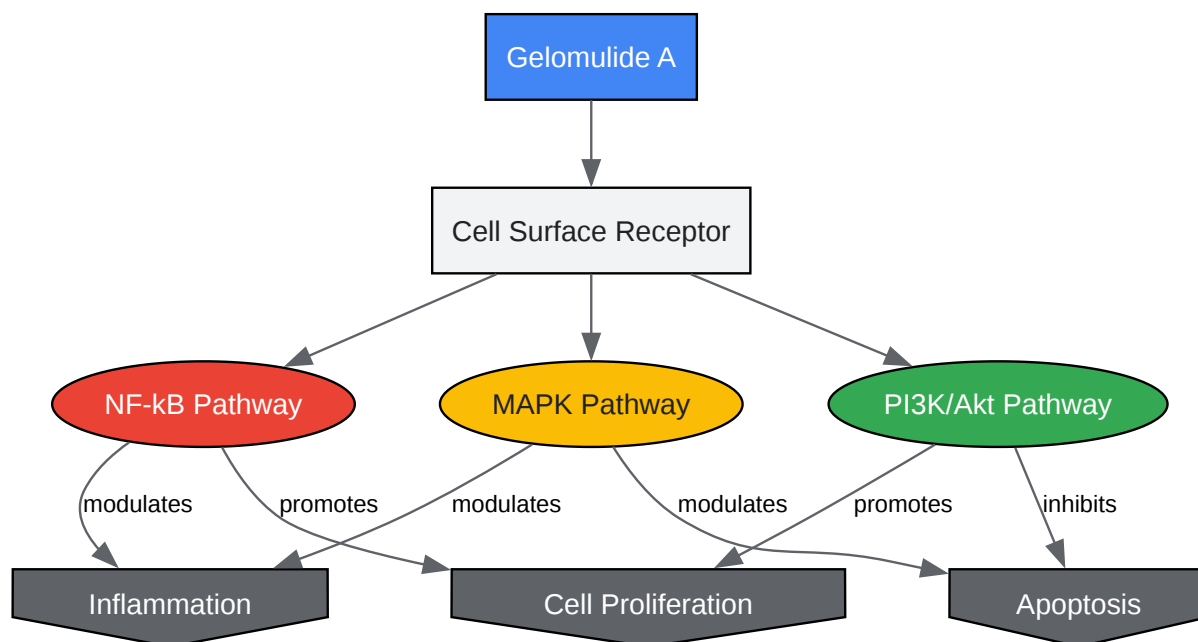 Gelomulide A
Cell Surface Receptor
NF-kB Pathway
MAPK Pathway
PI3K/Akt Pathway
modulates
promotes
modulates
modulates
promotes
inhibits
Inflammation
Cell Proliferation
Apoptosis